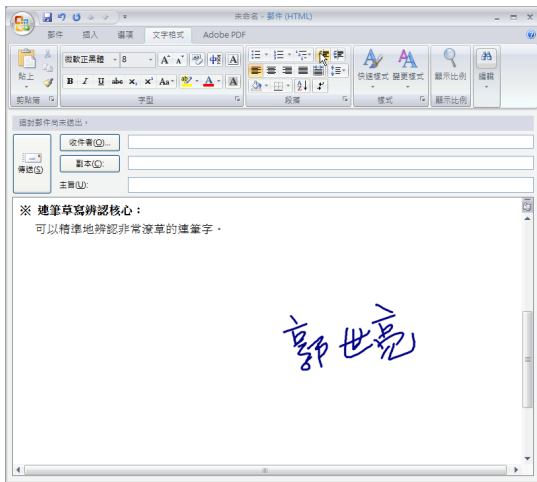 未命名 - 郵件 (HTML)
郵件 插入 選項 文字格式 Adobe PDF
微軟正黑體 8
貼上 快速樣式 變更樣式 顯示比例 編輯
剪貼簿 字型 段落 樣式 顯示比例
這封郵件尚未送出。
收件者(O)...
副本(C):
傳送(S)
主旨(U):
※ 連筆草寫辨認核心：
可以精準地辨認非常潦草的連筆字。
郭世亮